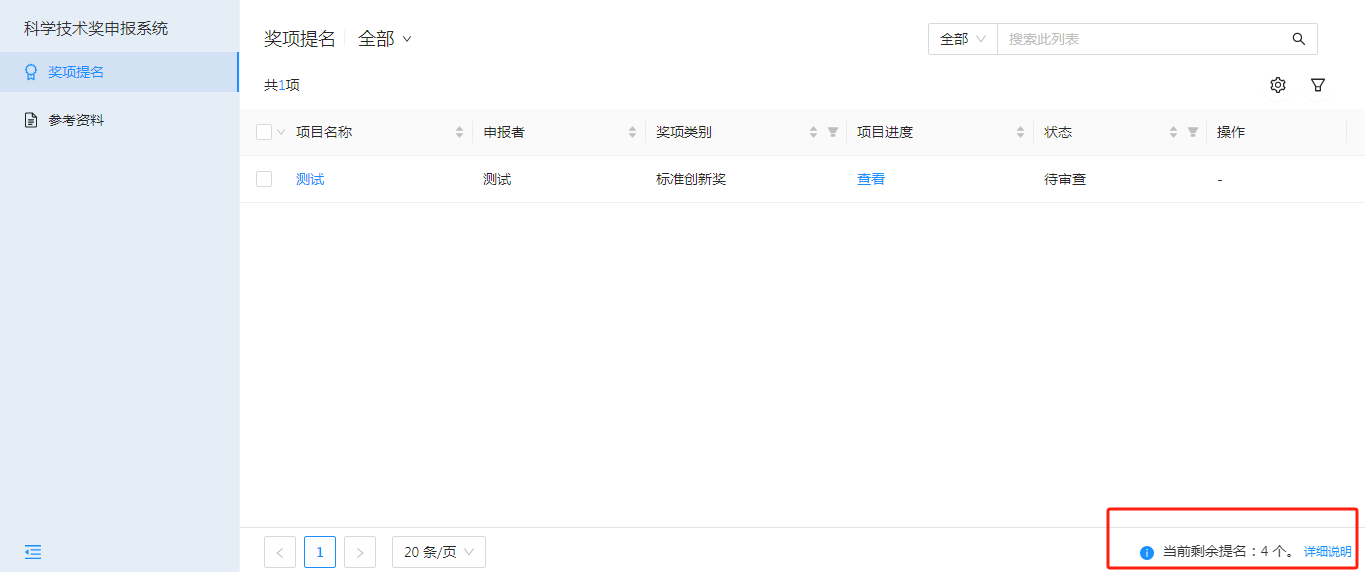 科学技术奖申报系统
奖项提名
参考资料
奖项提名 全部
全部 搜索此列表
共1项
项目名称 申报者 奖项类别 项目进度 状态 操作
测试 测试 标准创新奖 查看 待审查 -
< 1 > 20 条/页
当前剩余提名：4 个。 详细说明